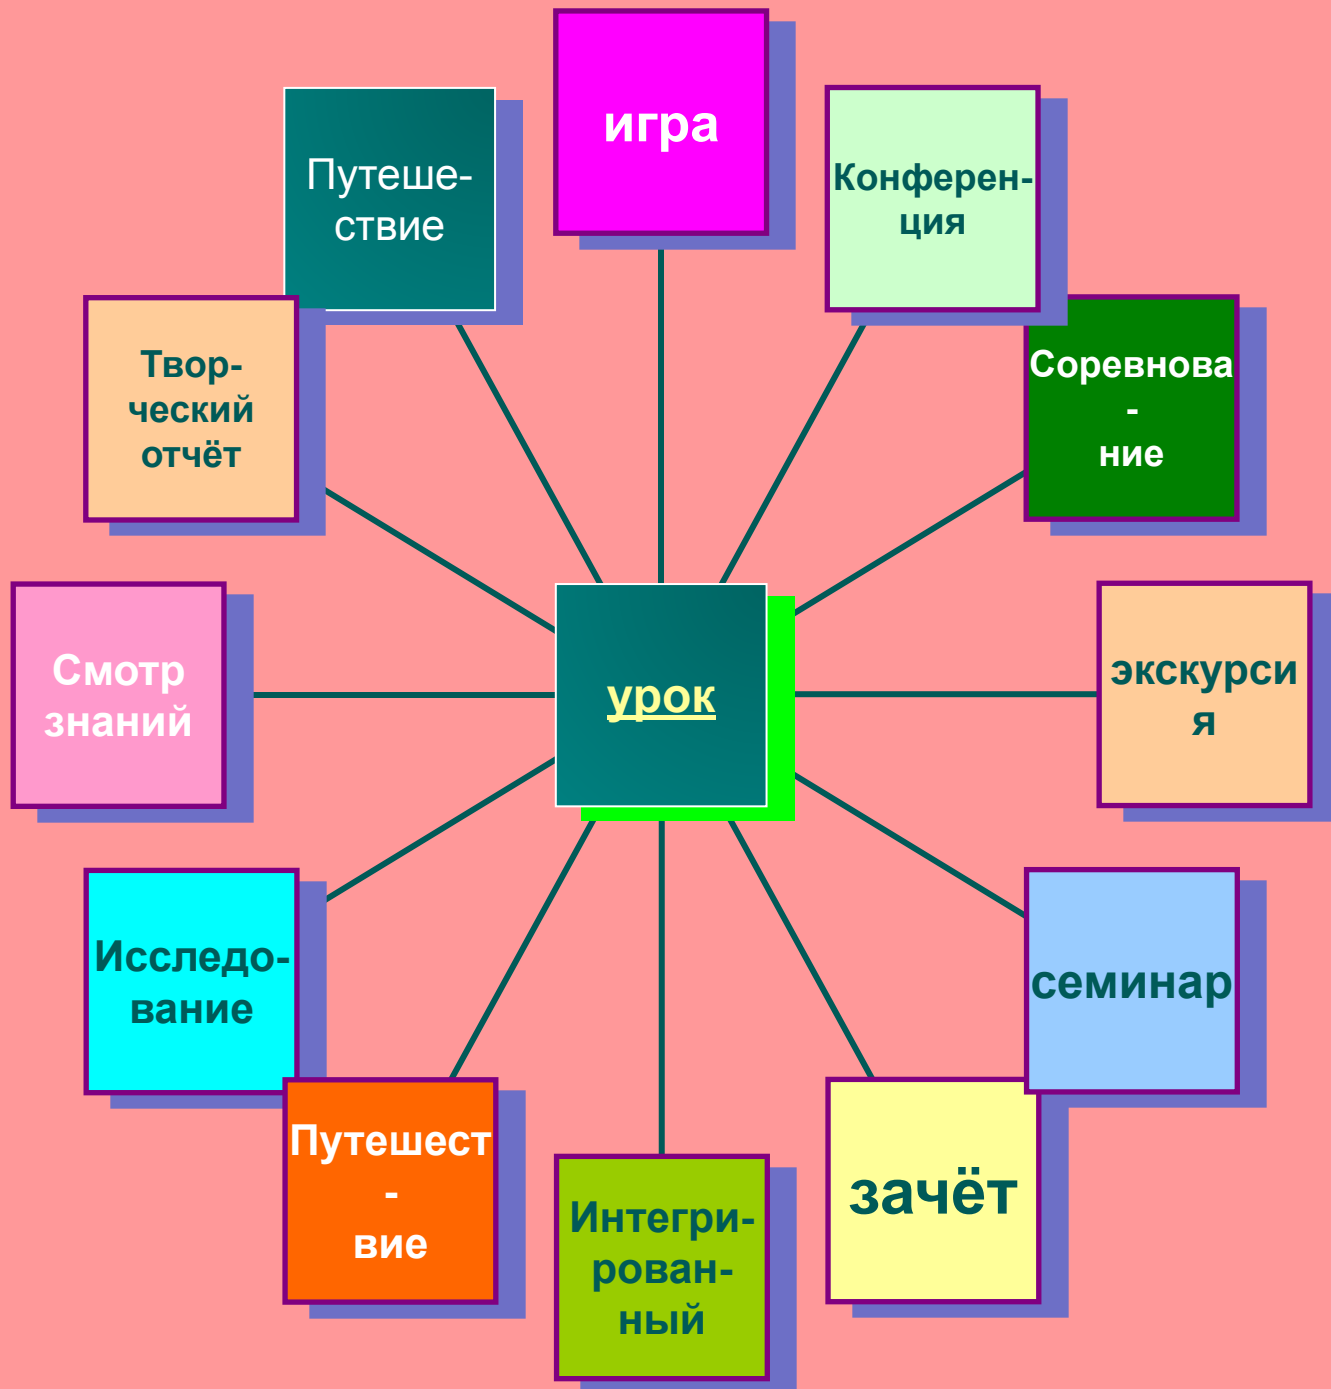 игра
Путеше-
ствие
Конферен-
ция
Твор-
ческий
отчёт
Соревнова
-
ние
Смотр
знаний
урок
экскурси
я
Исследо-
вание
семинар
Путешест
-
вие
зачёт
Интегри-
рован-
ный